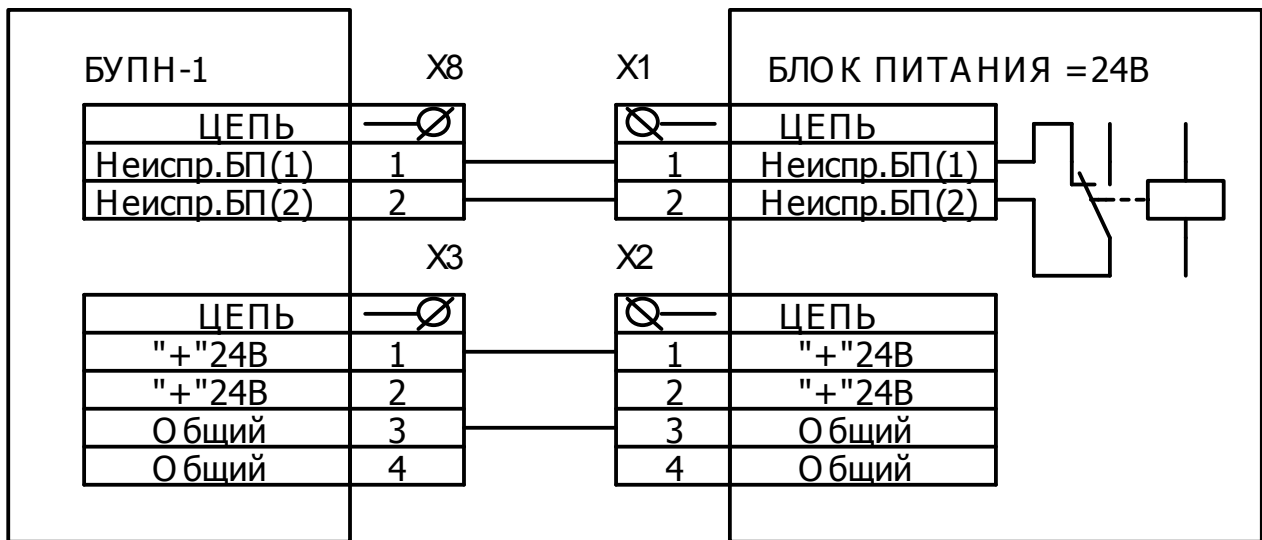 БУПН-1 X8 X1 БЛОК ПИТАНИЯ =24В
ЦЕПЬ ЦЕПЬ
Неиспр.БП(1) 1 1 Неиспр.БП(1)
Неиспр.БП(2) 2 2 Неиспр.БП(2)
X3 X2
ЦЕПЬ ЦЕПЬ
"+"24В 1 1 "+"24В
"+"24В 2 2 "+"24В
Общий 3 3 Общий
Общий 4 4 Общий